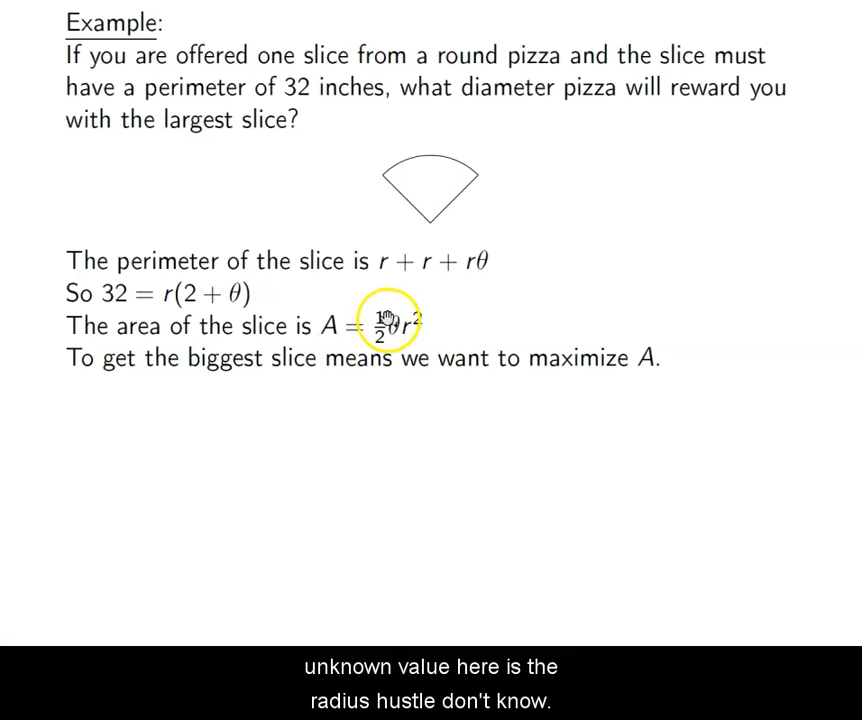 Example:
If you are offered one slice from a round pizza and the slice must
have a perimeter of 32 inches, what diameter pizza will reward you
with the largest slice?
The perimeter of the slice is r + r + rθ
So 32 = r(2 + θ)
The area of the slice is A = ½θr²
To get the biggest slice means we want to maximize A.
unknown value here is the
radius hustle don't know.